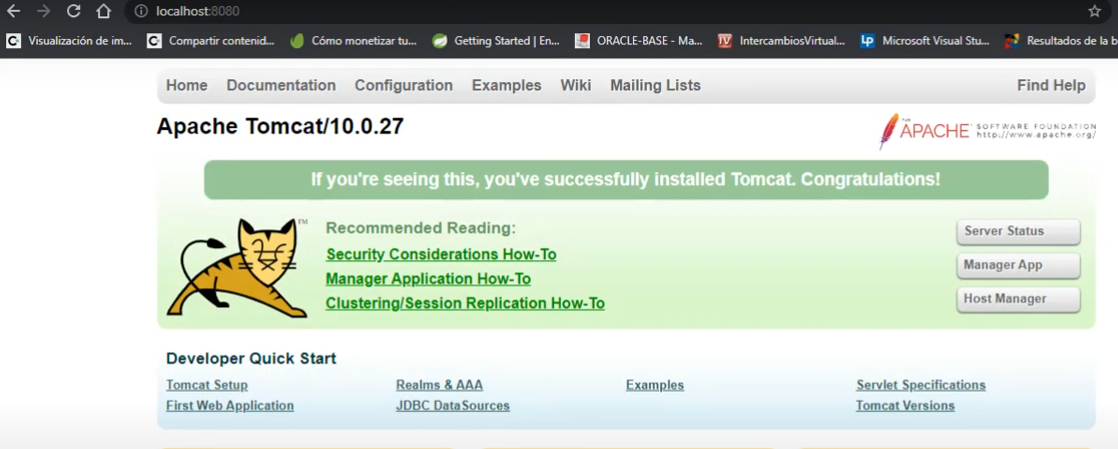 localhost:8080
Visualización de im... Compartir contenid... Cómo monetizar tu... Getting Started | En... ORACLE-BASE - Ma... IntercambiosVirtual... Microsoft Visual Stu... Resultados de la b
Home Documentation Configuration Examples Wiki Mailing Lists Find Help
Apache Tomcat/10.0.27
THE APACHE SOFTWARE FOUNDATION
http://www.apache.org/
If you're seeing this, you've successfully installed Tomcat. Congratulations!
TM
Recommended Reading:
Security Considerations How-To
Manager Application How-To
Clustering/Session Replication How-To
Server Status
Manager App
Host Manager
Developer Quick Start
Tomcat Setup Realms & AAA Examples Servlet Specifications
First Web Application JDBC DataSources Tomcat Versions